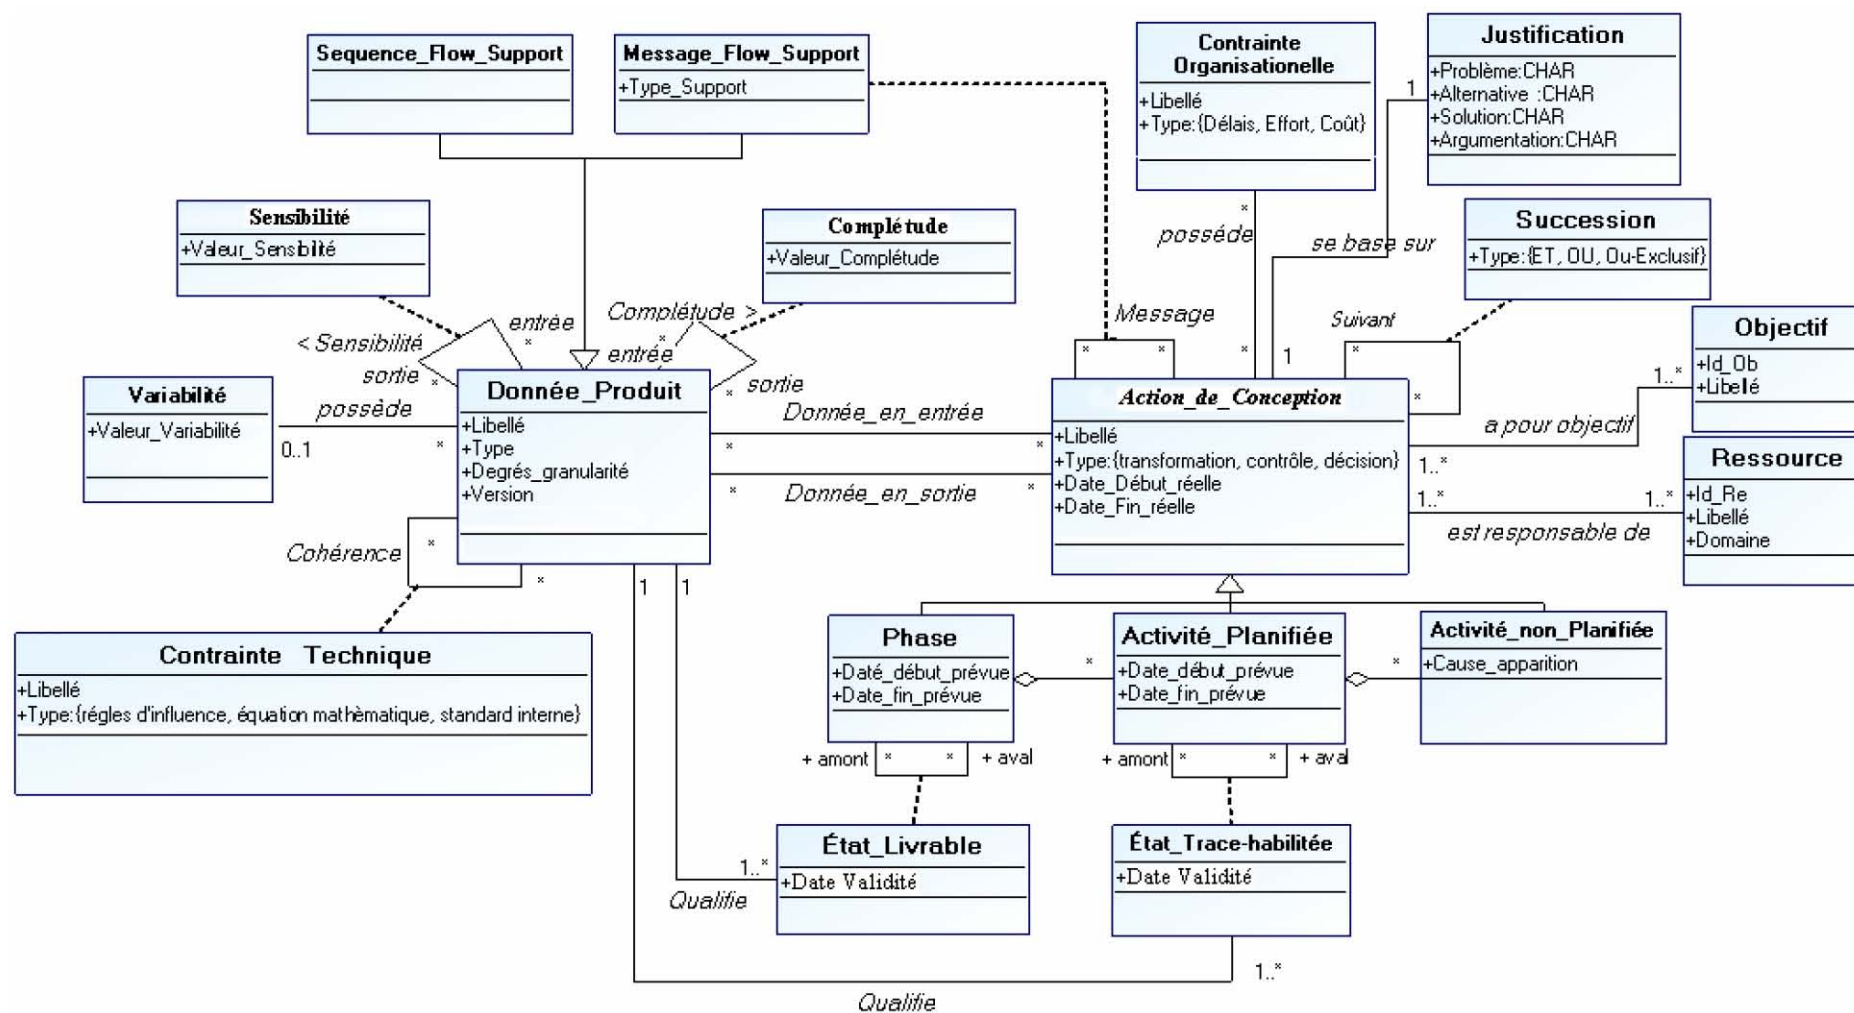 Sequence_Flow_Support
Message_Flow_Support
+Type_Support
Contrainte
Organisationelle
+Libellé
+Type:{Délais, Effort, Coût}
Justification
+Problème:CHAR
+Alternative :CHAR
+Solution:CHAR
+Argumentation:CHAR
1
Sensibilité
+Valeur_Sensibilité
Complétude
+Valeur_Complétude
*
posséde
*
se base sur
1
Succession
+Type:{ET, OU, Ou-Exclusif}
< Sensibilité
entrée
*
sortie
*
Complétude >
*
entrée
*
sortie
Message
*
*
Suivant
*
*
Objectif
+Id_Ob
+Libellé
1..*
a pour objectif
1..*
Variabilité
+Valeur_Variabilité
possède
0..1
*
Donnée_Produit
+Libellé
+Type
+Degrés_granularité
+Version
Donnée_en_entrée
*
*
*
*
Donnée_en_sortie
Action_de_Conception
+Libellé
+Type:{transformation, contrôle, décision}
+Date_Début_réelle
+Date_Fin_réelle
Ressource
+Id_Re
+Libellé
+Domaine
1..*
1..*
est responsable de
Cohérence
*
*
1
1
Contrainte Technique
+Libellé
+Type:{régles d'influence, équation mathèmatique, standard interne}
Phase
+Daté_début_prévue
+Date_fin_prévue
*
Activité_Planifiée
+Date_début_prévue
+Date_fin_prévue
*
Activité_non_Planifiée
+Cause_apparition
+ amont
*
*
+ aval
+ amont
*
*
+ aval
État_Livrable
+Date Validité
1..*
Qualifie
État_Trace-habilitée
+Date Validité
1..*
Qualifie